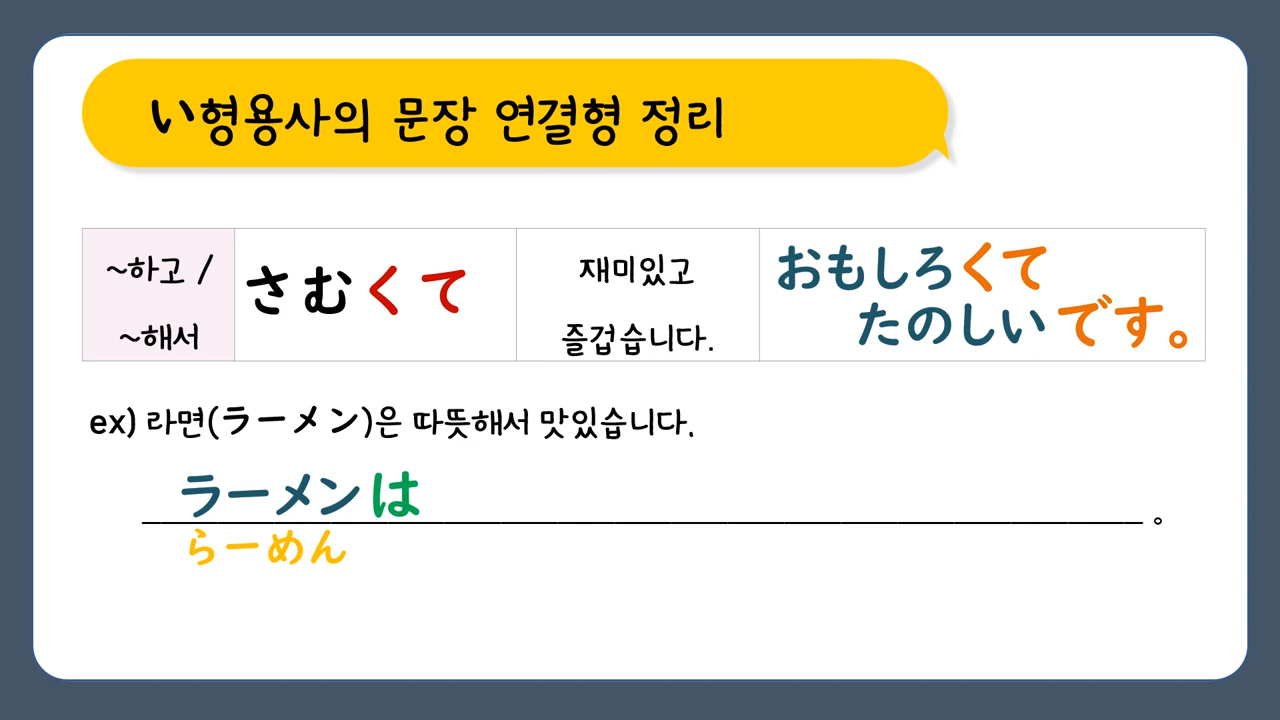 い형용사의 문장 연결형 정리
~하고 /
~해서
さむくて
재미있고
즐겁습니다.
おもしろくて
たのしいです。
ex) 라면(ラーメン)은 따뜻해서 맛있습니다.
ラーメンは
。
らーめん